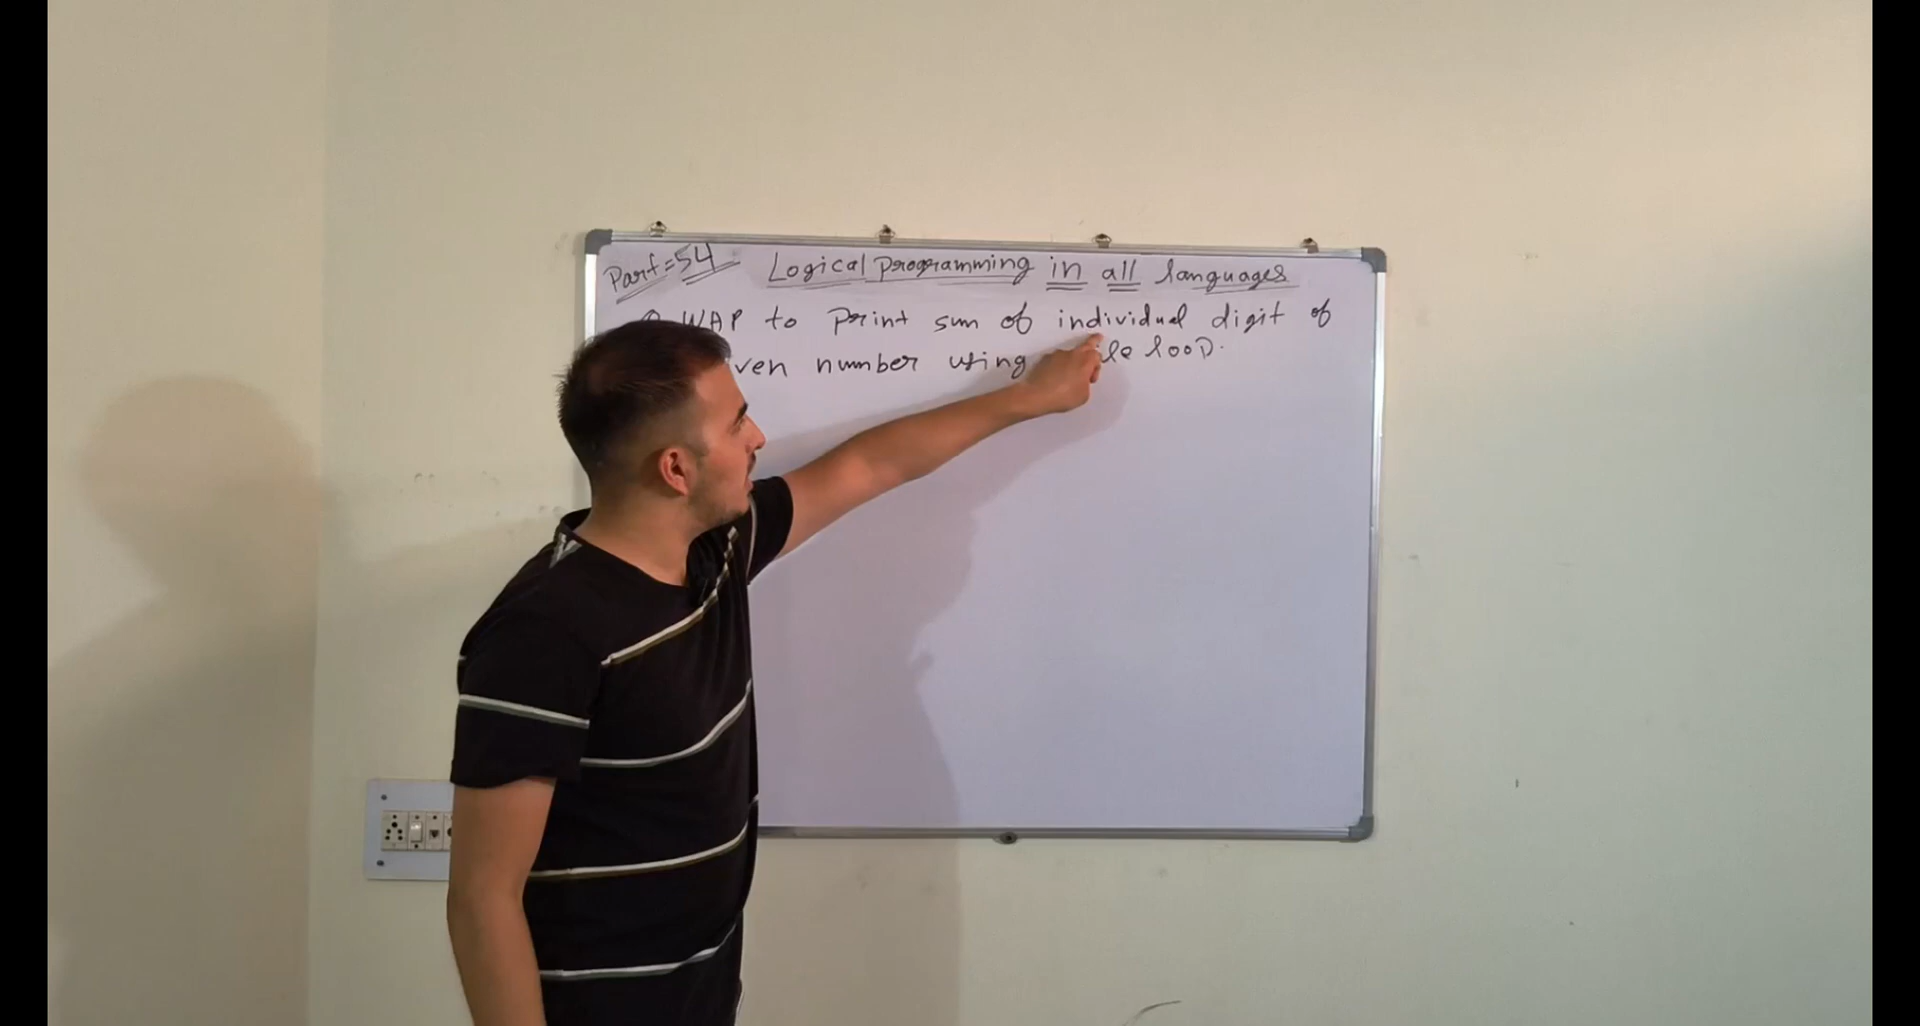 Part=54 Logical programming in all languages
WAP to print sum of individual digit of
ven number using ile loop.